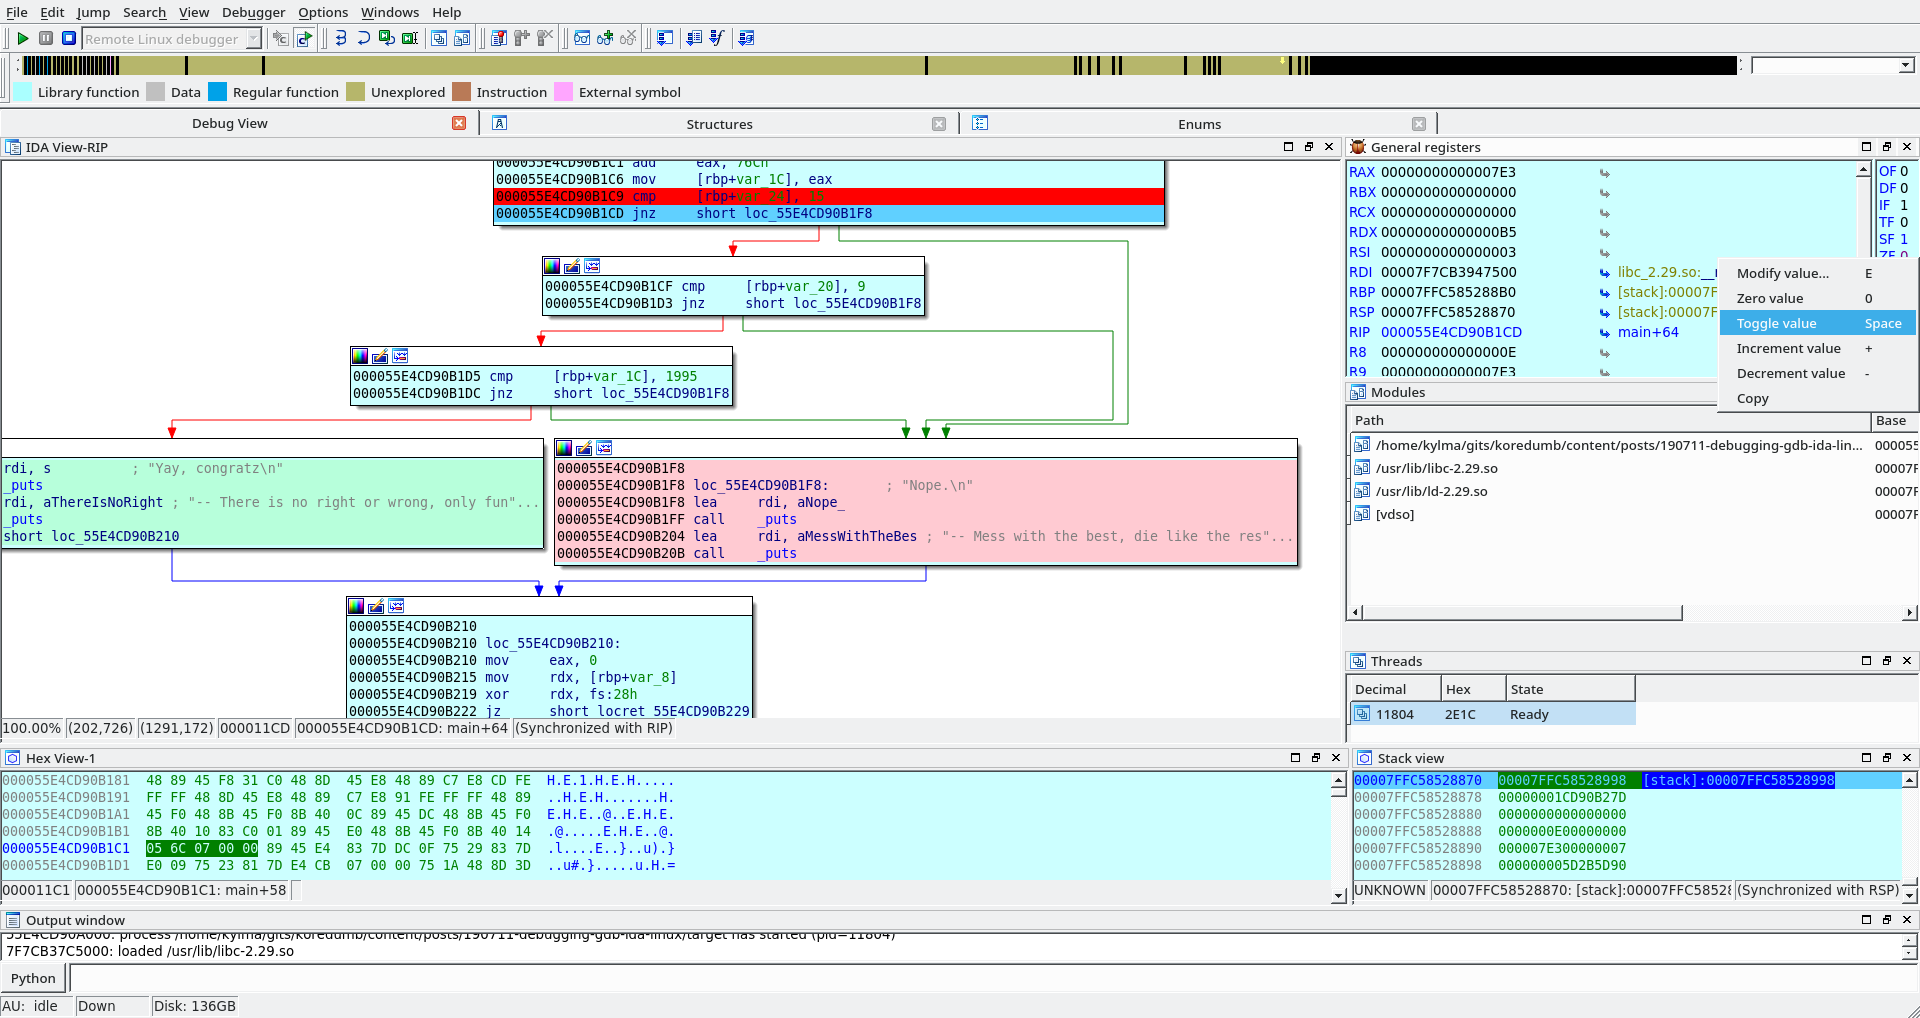 File Edit Jump Search View Debugger Options Windows Help
Remote Linux debugger
Library function Data Regular function Unexplored Instruction External symbol
Debug View Structures Enums
IDA View-RIP
000055E4CD90B1C1 add eax, 76Ch
000055E4CD90B1C6 mov [rbp+var_1C], eax
000055E4CD90B1C9 cmp
000055E4CD90B1CD jnz short loc_55E4CD90B1F8
000055E4CD90B1CF cmp [rbp+var_20], 9
000055E4CD90B1D3 jnz short loc_55E4CD90B1F8
000055E4CD90B1D5 cmp [rbp+var_1C], 1995
000055E4CD90B1DC jnz short loc_55E4CD90B1F8
rdi, s ; "Yay, congratz\n"
_puts
rdi, aThereIsNoRight ; "-- There is no right or wrong, only fun"...
_puts
short loc_55E4CD90B210
000055E4CD90B1F8
000055E4CD90B1F8 loc_55E4CD90B1F8: ; "Nope.\n"
000055E4CD90B1F8 lea rdi, aNope_
000055E4CD90B1FF call _puts
000055E4CD90B204 lea rdi, aMessWithTheBes ; "-- Mess with the best, die like the res"...
000055E4CD90B20B call _puts
000055E4CD90B210
000055E4CD90B210 loc_55E4CD90B210:
000055E4CD90B210 mov eax, 0
000055E4CD90B215 mov rdx, [rbp+var_8]
000055E4CD90B219 xor rdx, fs:28h
000055E4CD90B222 jz short locret_55E4CD90B229
100.00% (202,726) (1291,172) 000011CD 000055E4CD90B1CD: main+64 (Synchronized with RIP)
General registers
RAX 00000000000007E3
RBX 0000000000000000
RCX 0000000000000000
RDX 00000000000000B5
RSI 0000000000000003
RDI 00007F7CB3947500 libc_2.29.so:
RBP 00007FFC585288B0 [stack]:00007F
RSP 00007FFC58528870 [stack]:00007F
RIP 000055E4CD90B1CD main+64
R8 000000000000000E
R9 00000000000007E3
OF 0
DF 0
IF 1
TF 0
SF 1
ZF 0
Modify value... E
Zero value 0
Toggle value Space
Increment value +
Decrement value -
Copy
Modules
Path Base
/home/kylma/gits/koredumb/content/posts/190711-debugging-gdb-ida-lin... 000055
/usr/lib/libc-2.29.so 00007F
/usr/lib/ld-2.29.so 00007F
[vdso] 00007F
Threads
Decimal Hex State
11804 2E1C Ready
Hex View-1
000055E4CD90B181 48 89 45 F8 31 C0 48 8D 45 E8 48 89 C7 E8 CD FE H.E.1.H.E.H.....
000055E4CD90B191 FF FF 48 8D 45 E8 48 89 C7 E8 91 FE FF FF 48 89 ..H.E.H.......H.
000055E4CD90B1A1 45 F0 48 8B 45 F0 8B 40 0C 89 45 DC 48 8B 45 F0 E.H.E..@..E.H.E.
000055E4CD90B1B1 8B 40 10 83 C0 01 89 45 E0 48 8B 45 F0 8B 40 14 .@.....E.H.E..@.
000055E4CD90B1C1 05 6C 07 00 00 89 45 E4 83 7D DC 0F 75 29 83 7D .l....E..}..u).}
000055E4CD90B1D1 E0 09 75 23 81 7D E4 CB 07 00 00 75 1A 48 8D 3D ..u#.}.....u.H.=
000011C1 000055E4CD90B1C1: main+58
Stack view
00007FFC58528870 00007FFC58528998 [stack]:00007FFC58528998
00007FFC58528878 00000001CD90B27D
00007FFC58528880 0000000000000000
00007FFC58528888 0000000E00000000
00007FFC58528890 000007E300000007
00007FFC58528898 000000005D2B5D90
UNKNOWN 00007FFC58528870: [stack]:00007FFC58528 (Synchronized with RSP)
Output window
55E4CD90A000: process /home/kylma/gits/koredumb/content/posts/190711-debugging-gdb-ida-linux/target has started (pid=11804)
7F7CB37C5000: loaded /usr/lib/libc-2.29.so
Python
AU: idle Down Disk: 136GB